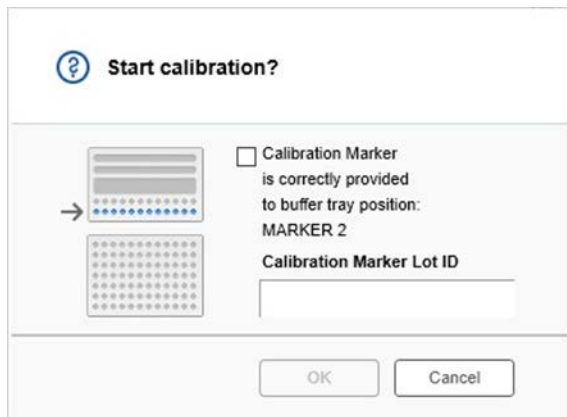 Start calibration?
Calibration Marker
is correctly provided
to buffer tray position:
MARKER 2
Calibration Marker Lot ID
OK
Cancel